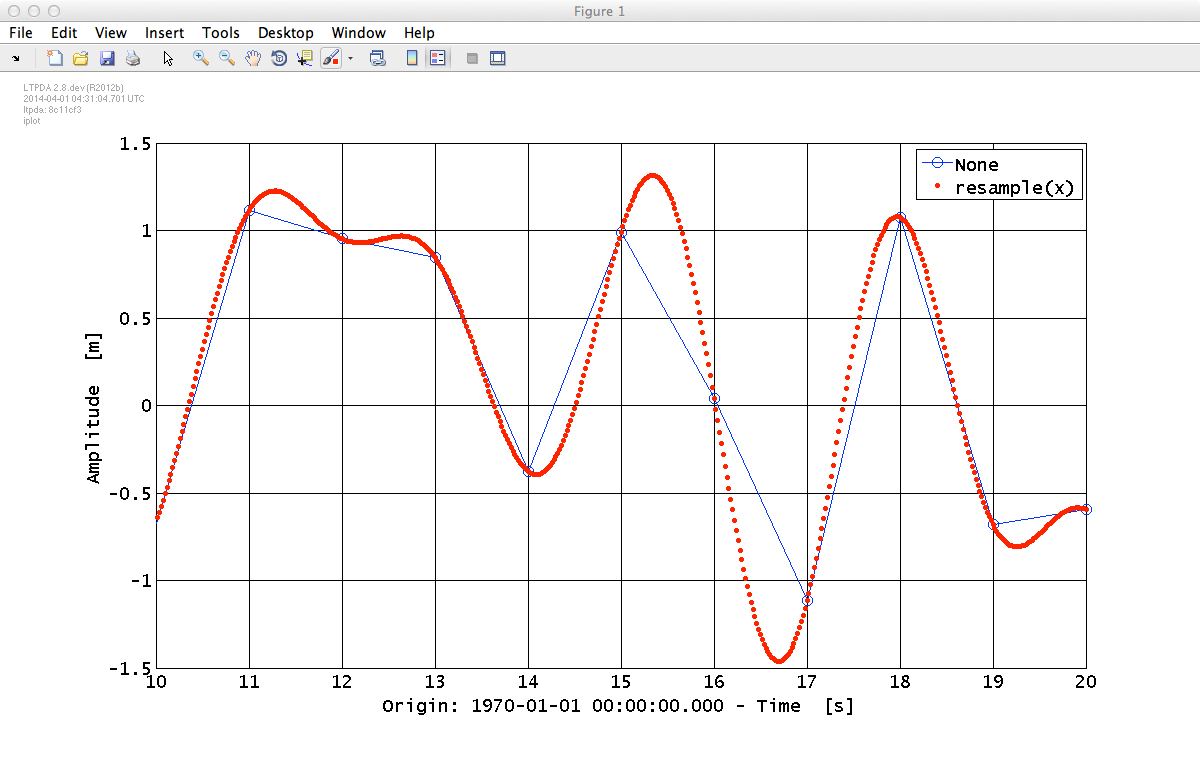 Figure 1
File Edit View Insert Tools Desktop Window Help
LTPDA 2.8.dev (R2012b)
2014-04-01 04:31:04.701 UTC
ltpda: 8c11cf3
iplot
1.5
1
0.5
0
-0.5
-1
-1.5
Amplitude [m]
None
resample(x)
10 11 12 13 14 15 16 17 18 19 20
Origin: 1970-01-01 00:00:00.000 - Time [s]